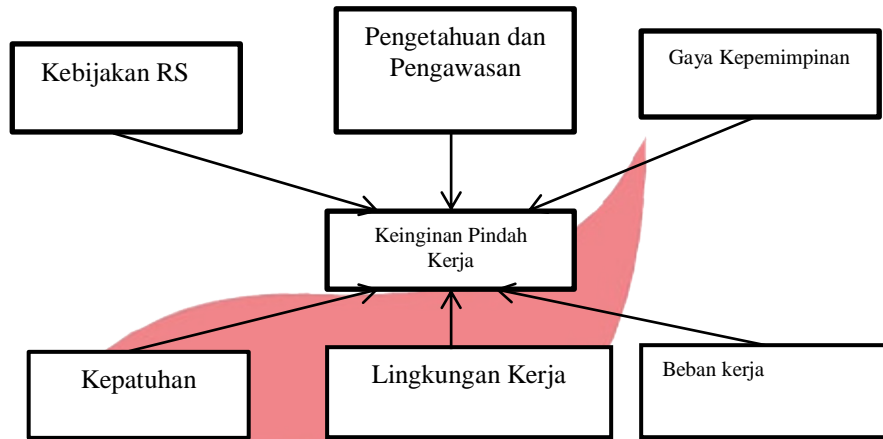 Kebijakan RS
Pengetahuan dan
Pengawasan
Gaya Kepemimpinan
Keinginan Pindah
Kerja
Kepatuhan
Lingkungan Kerja
Beban kerja